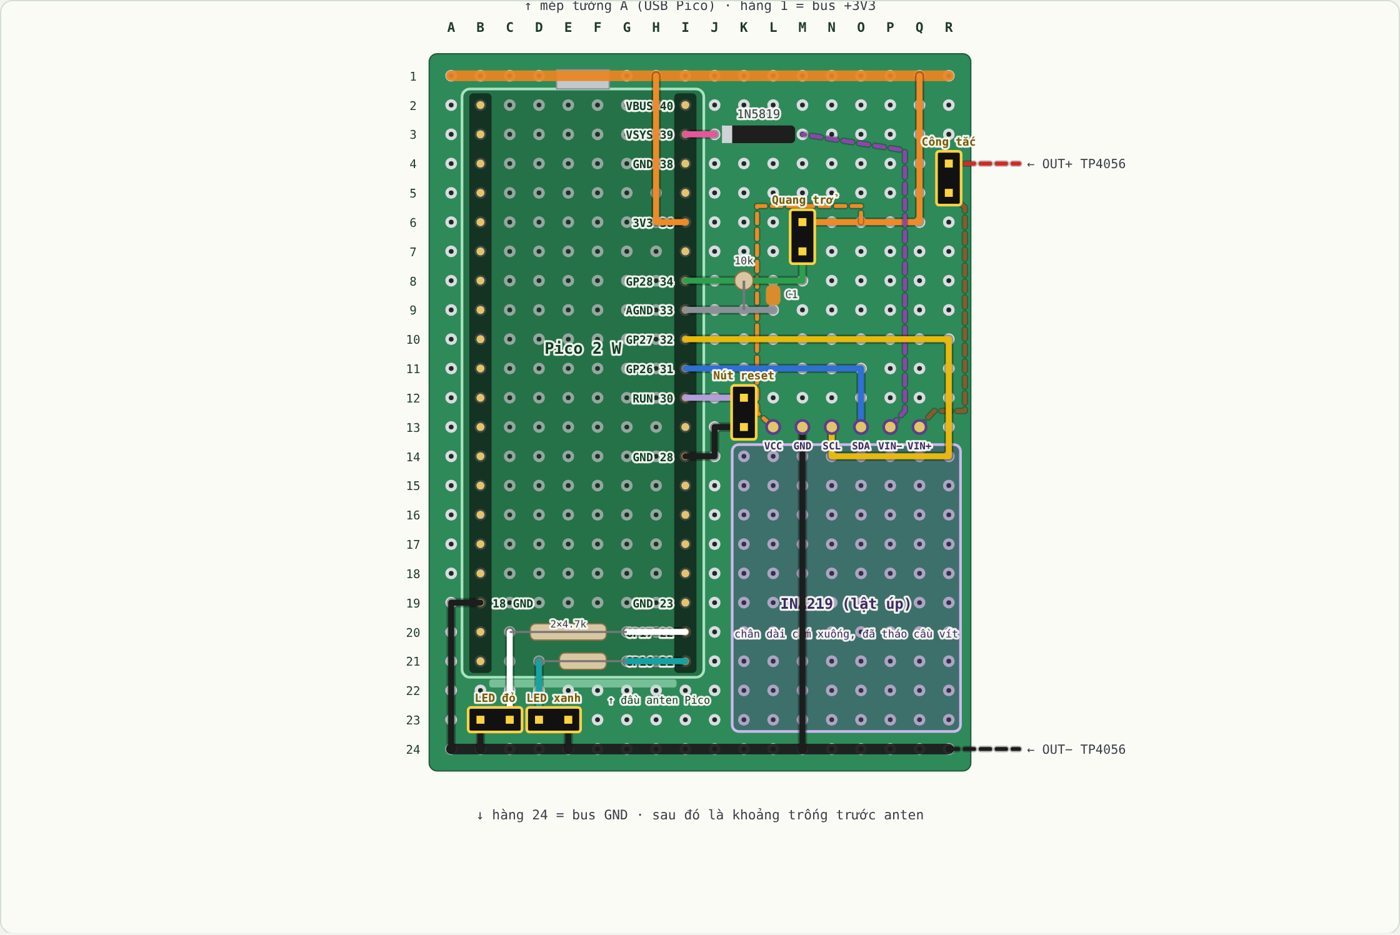 ↑ mép tường A (USB Pico) · hàng 1 = bus +3V3
A B C D E F G H I J K L M N O P Q R
1
2 VBUS 40
1N5819
3 VSYS 39
Công tắc
4 GND 38
← OUT+ TP4056
5
Quang trở
6 3V3
7
10k
8 GP28 34
C1
9 AGND 33
10 GP27 32
Pico 2 W
11 GP26 31
Nút reset
12 RUN 30
13
VCC GND SCL SDA VIN− VIN+
14 GND 28
15
16
17
18
19 18 GND GND 23
INA219 (lật úp)
2×4.7k
20
chân dài cắm xuống, đã tháo cầu vít
21
22
LED đỏ LED xanh ↑ đầu anten Pico
23
24 ← OUT− TP4056
↓ hàng 24 = bus GND · sau đó là khoảng trống trước anten